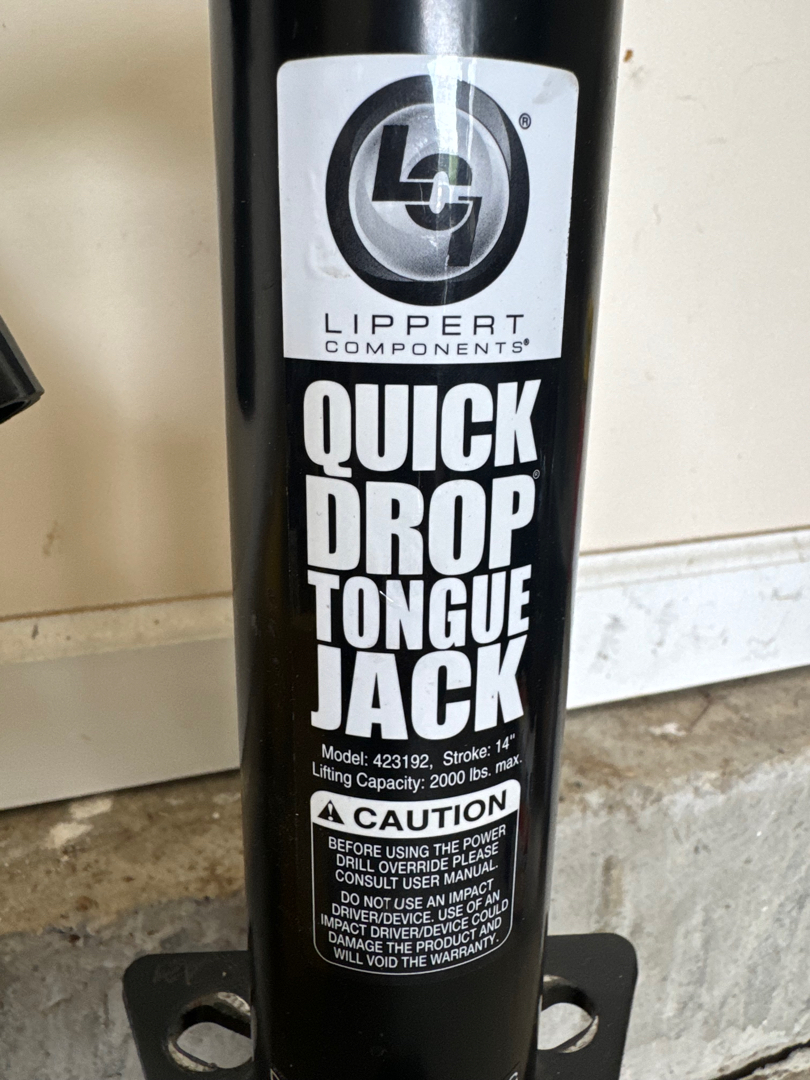 LCI®
LIPPERT
COMPONENTS®
QUICK
DROP®
TONGUE
JACK
Model: 423192, Stroke: 14"
Lifting Capacity: 2000 lbs. max.
CAUTION
BEFORE USING THE POWER
DRILL OVERRIDE PLEASE
CONSULT USER MANUAL.
DO NOT USE AN IMPACT
DRIVER/DEVICE. USE OF AN
IMPACT DRIVER/DEVICE COULD
DAMAGE THE PRODUCT AND
WILL VOID THE WARRANTY.